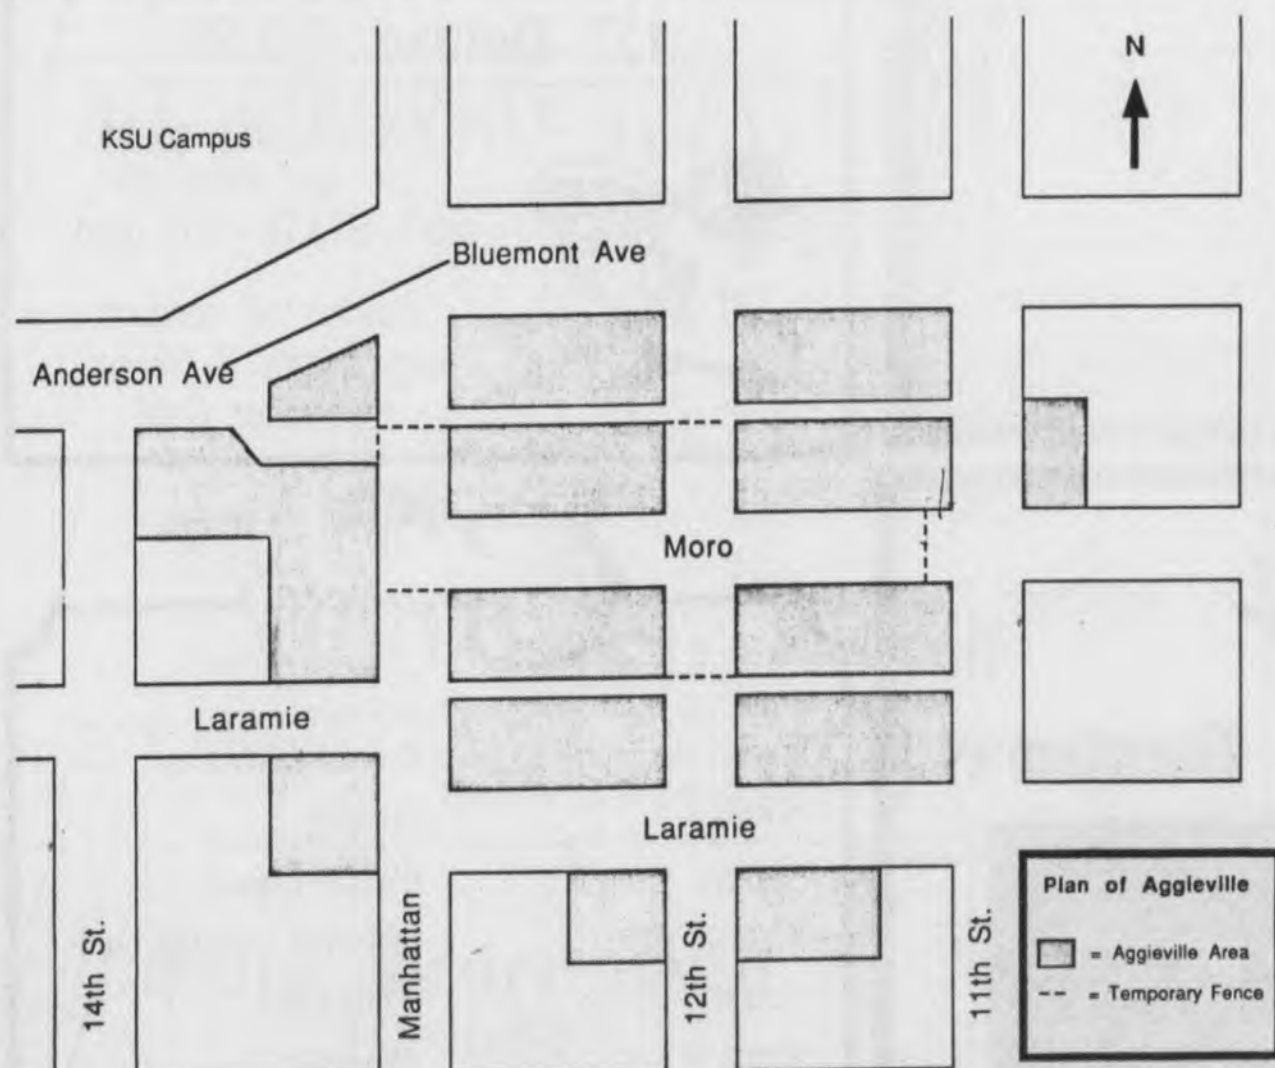 N
KSU Campus
Bluemont Ave
Anderson Ave
Moro
Laramie
Laramie
14th St.
Manhattan
12th St.
11th St.
Plan of Aggieville
= Aggieville Area
-- = Temporary Fence